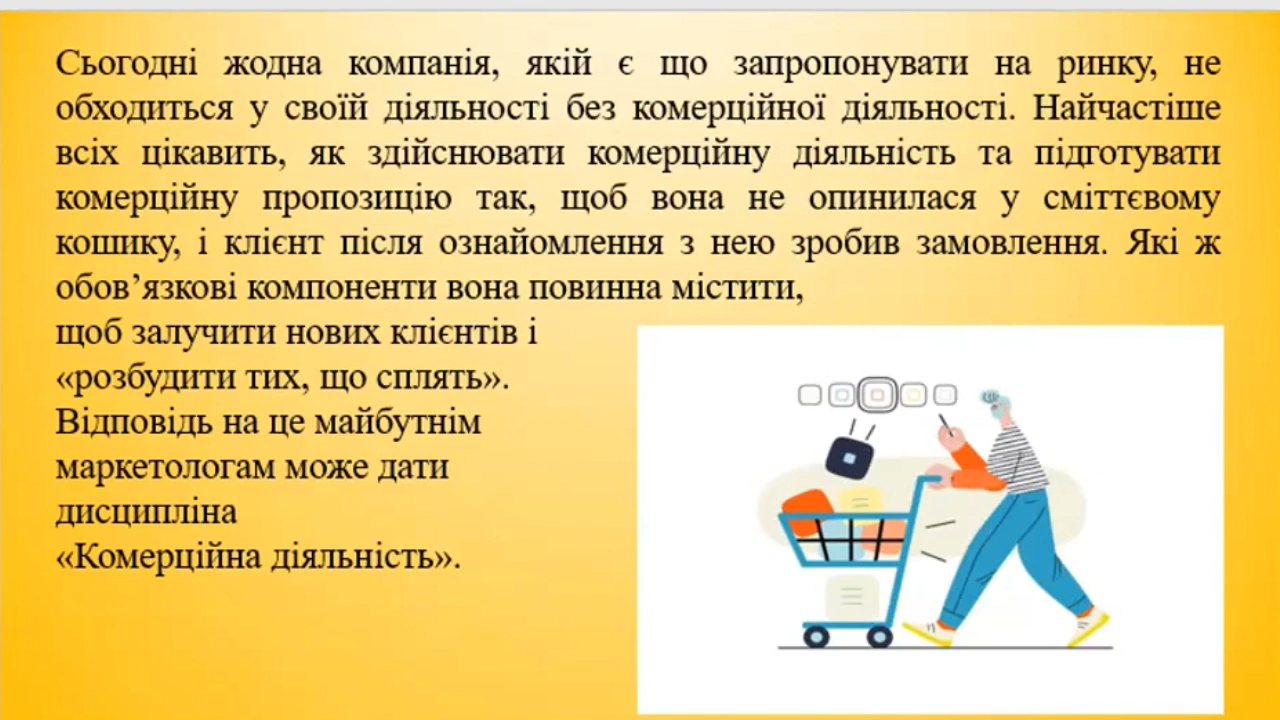 Сьогодні жодна компанія, якій є що запропонувати на ринку, не
обходиться у своїй діяльності без комерційної діяльності. Найчастіше
всіх цікавить, як здійснювати комерційну діяльність та підготувати
комерційну пропозицію так, щоб вона не опинилася у сміттєвому
кошику, і клієнт після ознайомлення з нею зробив замовлення. Які ж
обов’язкові компоненти вона повинна містити,
щоб залучити нових клієнтів і
«розбудити тих, що сплять».
Відповідь на це майбутнім
маркетологам може дати
дисципліна
«Комерційна діяльність».